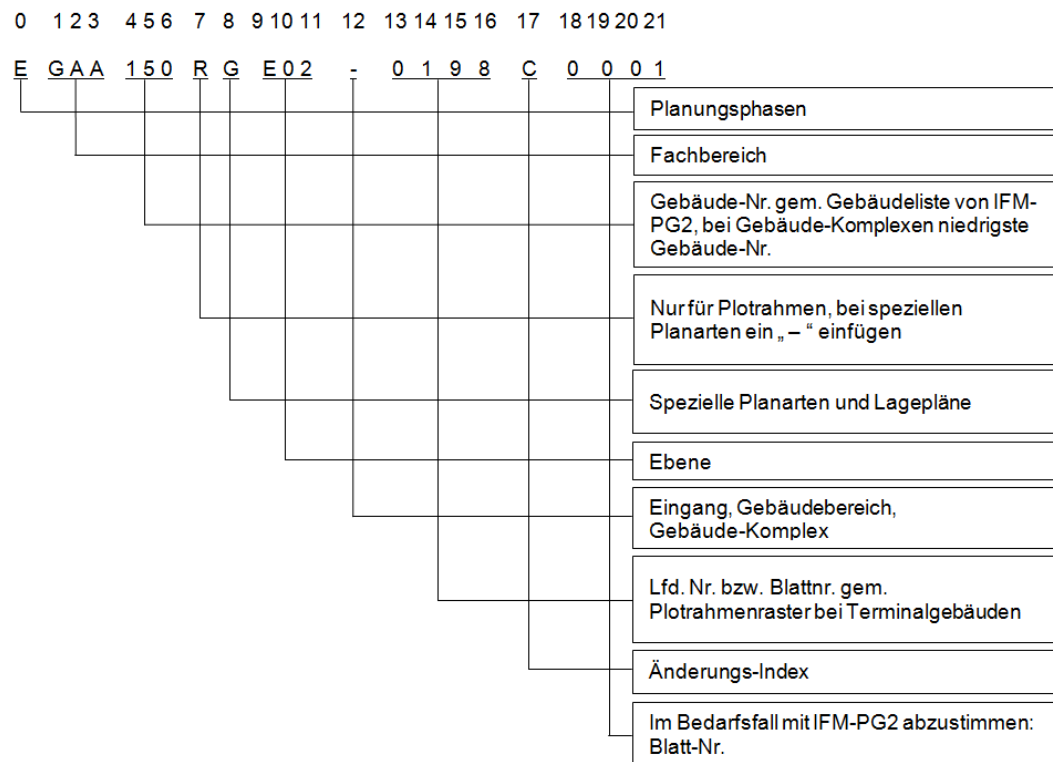 0 1 2 3 4 5 6 7 8 9 10 11 12 13 14 15 16 17 18 19 20 21
E G A A 1 5 0 R G E 0 2 - 0 1 9 8 C 0 0 0 1
Planungsphasen
Fachbereich
Gebäude-Nr. gem. Gebäudeliste von IFM-
PG2, bei Gebäude-Komplexen niedrigste
Gebäude-Nr.
Nur für Plotrahmen, bei speziellen
Planarten ein „ – “ einfügen
Spezielle Planarten und Lagepläne
Ebene
Eingang, Gebäudebereich,
Gebäude-Komplex
Lfd. Nr. bzw. Blattnr. gem.
Plotrahmenraster bei Terminalgebäuden
Änderungs-Index
Im Bedarfsfall mit IFM-PG2 abzustimmen:
Blatt-Nr.